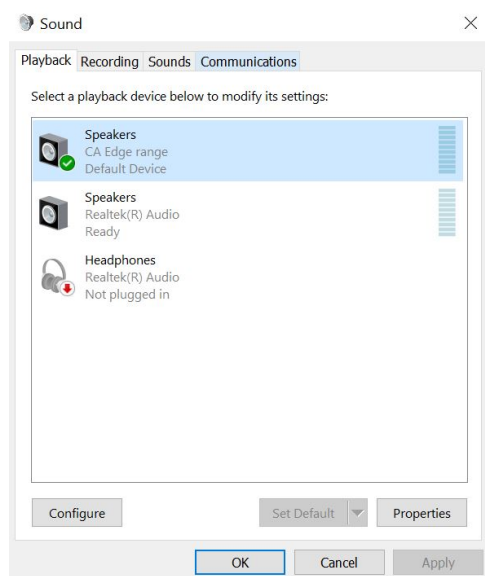 Sound
Playback Recording Sounds Communications
Select a playback device below to modify its settings:
Speakers
CA Edge range
Default Device
Speakers
Realtek(R) Audio
Ready
Headphones
Realtek(R) Audio
Not plugged in
Configure Set Default Properties
OK Cancel Apply